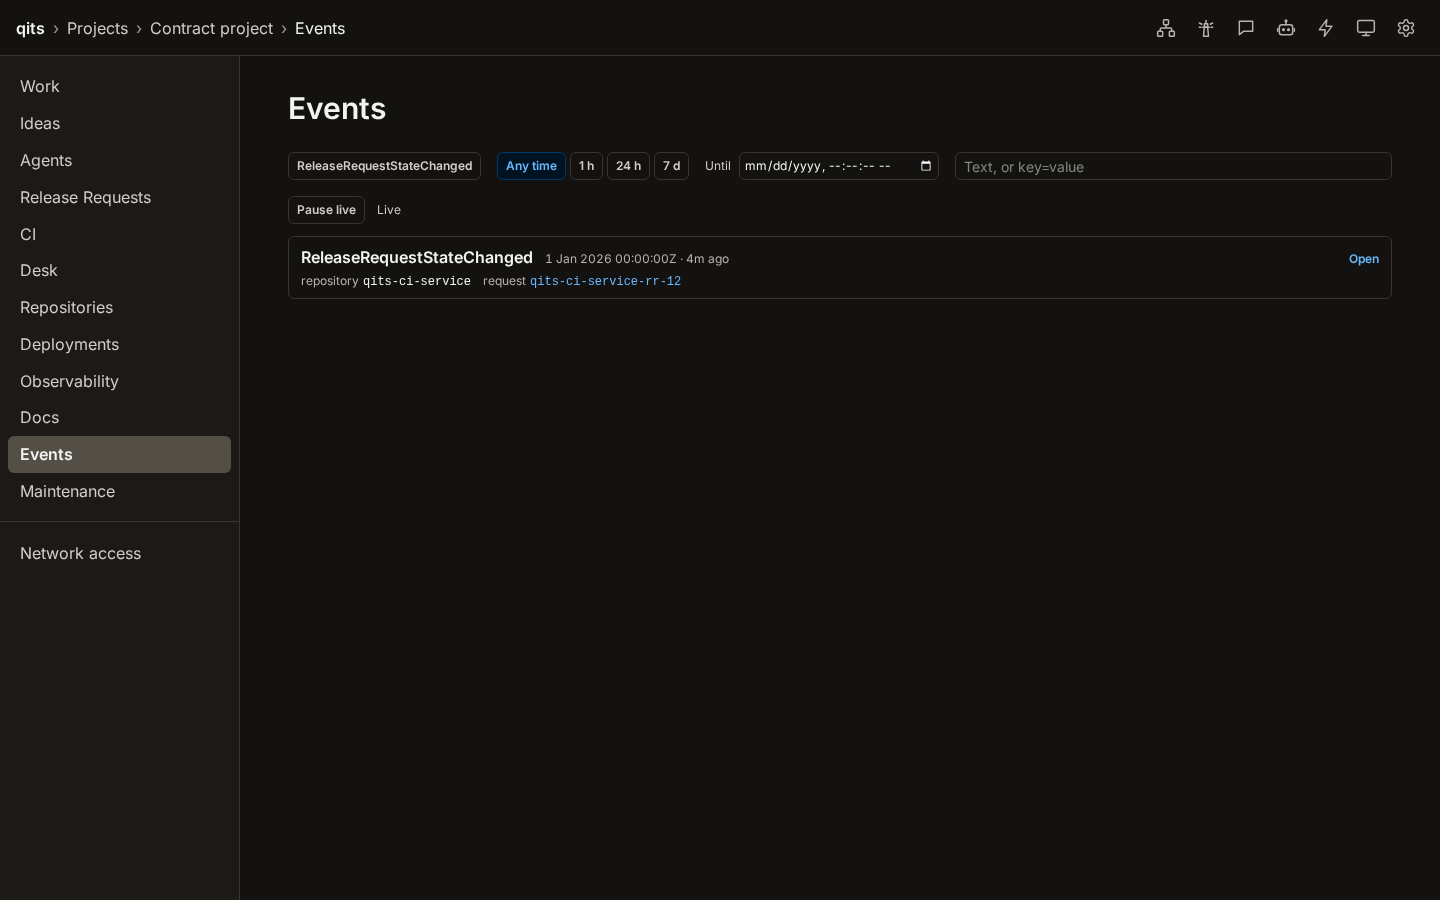 qits › Projects › Contract project › Events
Work
Ideas
Agents
Release Requests
CI
Desk
Repositories
Deployments
Observability
Docs
Events
Maintenance
Network access
Events
ReleaseRequestStateChanged Any time 1 h 24 h 7 d Until mm/dd/yyyy, --:--:-- -- Text, or key=value
Pause live Live
ReleaseRequestStateChanged 1 Jan 2026 00:00:00Z · 4m ago Open
repository qits-ci-service request qits-ci-service-rr-12